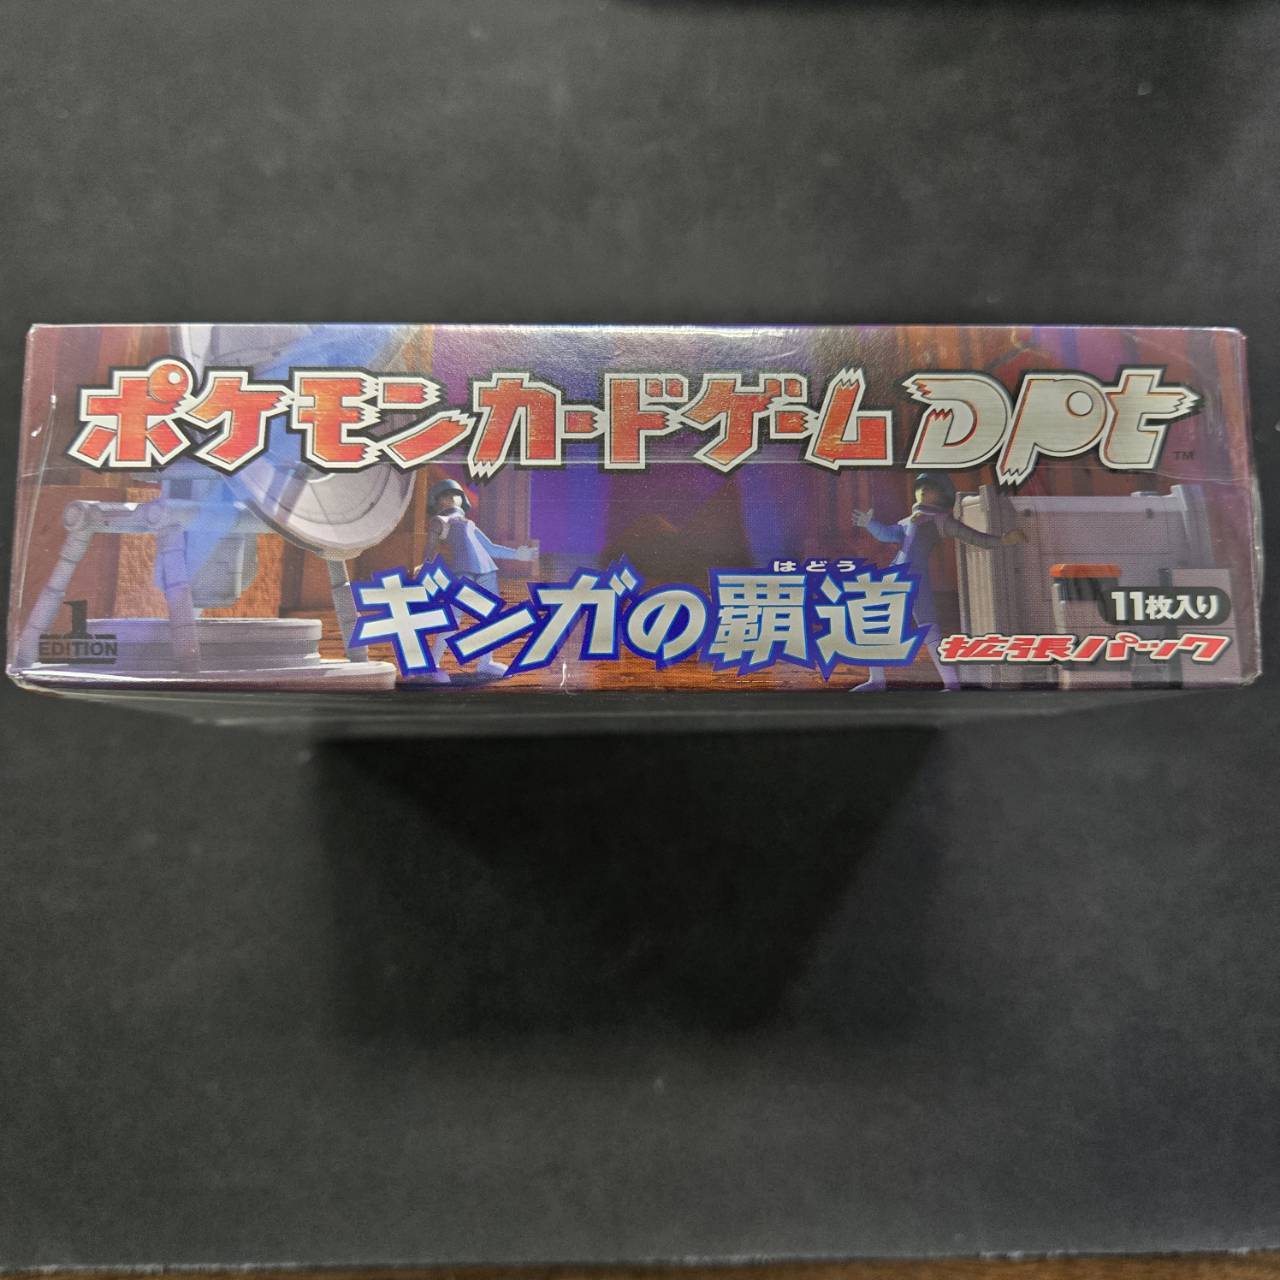 ポケモンカードゲーム DPt TM
はどう
ギンガの覇道
11枚入り
拡張パック
1
EDITION